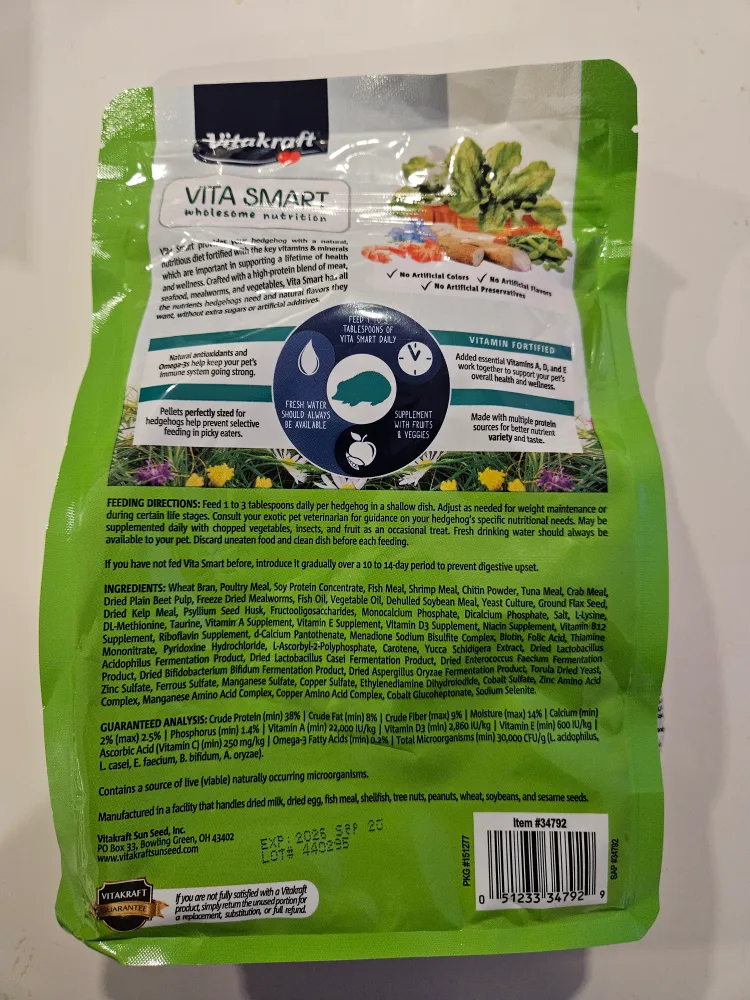 Vitakraft
VITA SMART
wholesome nutrition
Vita Smart provides your hedgehog with a natural,
nutritious diet fortified with the key vitamins & minerals
which are important in supporting a lifetime of health
and wellness. Crafted with a high-protein blend of meat,
seafood, mealworms, and vegetables, Vita Smart has all
the nutrients hedgehogs need and natural flavors they
want, without extra sugars or artificial additives.
✓ No Artificial Colors ✓ No Artificial Flavors
✓ No Artificial Preservatives
Natural antioxidants and
Omega-3s help keep your pet's
immune system going strong.
Pellets perfectly sized for
hedgehogs help prevent selective
feeding in picky eaters.
FEED 1 TO 3
TABLESPOONS OF
VITA SMART DAILY
FRESH WATER
SHOULD ALWAYS
BE AVAILABLE
SUPPLEMENT
WITH FRUITS
& VEGGIES
VITAMIN FORTIFIED
Added essential Vitamins A, D, and E
work together to support your pet's
overall health and wellness.
Made with multiple protein
sources for better nutrient
variety and taste.
FEEDING DIRECTIONS: Feed 1 to 3 tablespoons daily per hedgehog in a shallow dish. Adjust as needed for weight maintenance or
during certain life stages. Consult your exotic pet veterinarian for guidance on your hedgehog's specific nutritional needs. May be
supplemented daily with chopped vegetables, insects, and fruit as an occasional treat. Fresh drinking water should always be
available to your pet. Discard uneaten food and clean dish before each feeding.
If you have not fed Vita Smart before, introduce it gradually over a 10 to 14-day period to prevent digestive upset.
INGREDIENTS: Wheat Bran, Poultry Meal, Soy Protein Concentrate, Fish Meal, Shrimp Meal, Chitin Powder, Tuna Meal, Crab Meal,
Dried Plain Beet Pulp, Freeze Dried Mealworms, Fish Oil, Vegetable Oil, Dehulled Soybean Meal, Yeast Culture, Ground Flax Seed,
Dried Kelp Meal, Psyllium Seed Husk, Fructooligosaccharides, Monocalcium Phosphate, Dicalcium Phosphate, Salt, L-Lysine,
DL-Methionine, Taurine, Vitamin A Supplement, Vitamin E Supplement, Vitamin D3 Supplement, Niacin Supplement, Vitamin B12
Supplement, Riboflavin Supplement, d-Calcium Pantothenate, Menadione Sodium Bisulfite Complex, Biotin, Folic Acid, Thiamine
Mononitrate, Pyridoxine Hydrochloride, L-Ascorbyl-2-Polyphosphate, Carotene, Yucca Schidigera Extract, Dried Lactobacillus
Acidophilus Fermentation Product, Dried Lactobacillus Casei Fermentation Product, Dried Enterococcus Faecium Fermentation
Product, Dried Bifidobacterium Bifidum Fermentation Product, Dried Aspergillus Oryzae Fermentation Product, Torula Dried Yeast,
Zinc Sulfate, Ferrous Sulfate, Manganese Sulfate, Copper Sulfate, Ethylenediamine Dihydroiodide, Cobalt Sulfate, Zinc Amino Acid
Complex, Manganese Amino Acid Complex, Copper Amino Acid Complex, Cobalt Glucoheptonate, Sodium Selenite.
GUARANTEED ANALYSIS: Crude Protein (min) 38% | Crude Fat (min) 8% | Crude Fiber (max) 9% | Moisture (max) 14% | Calcium (min)
2% (max) 2.5% | Phosphorus (min) 1.4% | Vitamin A (min) 22,000 IU/kg | Vitamin D3 (min) 2,860 IU/kg | Vitamin E (min) 600 IU/kg |
Ascorbic Acid (Vitamin C) (min) 250 mg/kg | Omega-3 Fatty Acids (min) 0.2% | Total Microorganisms (min) 30,000 CFU/g (L. acidophilus,
L. casei, E. faecium, B. bifidum, A. oryzae).
Contains a source of live (viable) naturally occurring microorganisms.
Manufactured in a facility that handles dried milk, dried egg, fish meal, shellfish, tree nuts, peanuts, wheat, soybeans, and sesame seeds.
Vitakraft Sun Seed, Inc.
PO Box 33, Bowling Green, OH 43402
www.vitakraftsunseed.com
EXP: 2026 SEP 20
LOT# 440295
PKG #151277
Item #34792
0 51233 34792 9
SAP #34792
VITAKRAFT
GUARANTEE
If you are not fully satisfied with a Vitakraft
product, simply return the unused portion for
a replacement, substitution, or full refund.